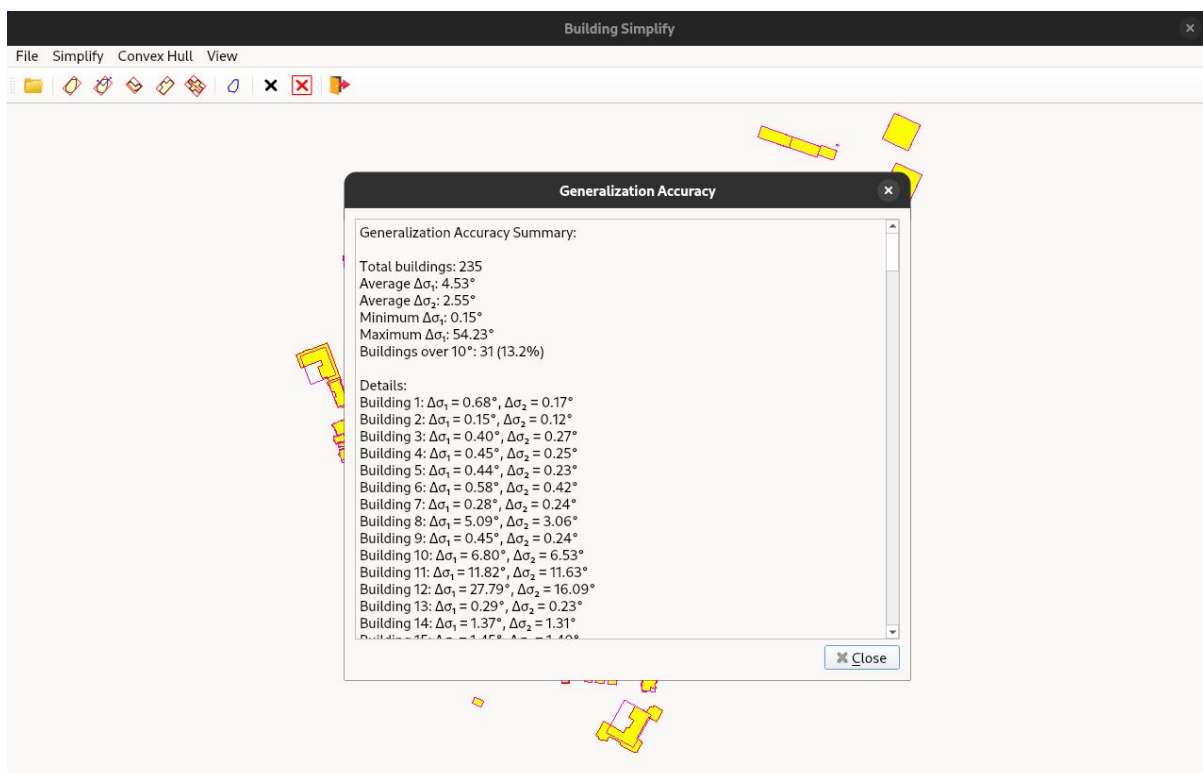 Building Simplify
File Simplify Convex Hull View
Generalization Accuracy
Generalization Accuracy Summary:
Total buildings: 235
Average Δσ₁: 4.53°
Average Δσ₂: 2.55°
Minimum Δσ₁: 0.15°
Maximum Δσ₁: 54.23°
Buildings over 10°: 31 (13.2%)
Details:
Building 1: Δσ₁ = 0.68°, Δσ₂ = 0.17°
Building 2: Δσ₁ = 0.15°, Δσ₂ = 0.12°
Building 3: Δσ₁ = 0.40°, Δσ₂ = 0.27°
Building 4: Δσ₁ = 0.45°, Δσ₂ = 0.25°
Building 5: Δσ₁ = 0.44°, Δσ₂ = 0.23°
Building 6: Δσ₁ = 0.58°, Δσ₂ = 0.42°
Building 7: Δσ₁ = 0.28°, Δσ₂ = 0.24°
Building 8: Δσ₁ = 5.09°, Δσ₂ = 3.06°
Building 9: Δσ₁ = 0.45°, Δσ₂ = 0.24°
Building 10: Δσ₁ = 6.80°, Δσ₂ = 6.53°
Building 11: Δσ₁ = 11.82°, Δσ₂ = 11.63°
Building 12: Δσ₁ = 27.79°, Δσ₂ = 16.09°
Building 13: Δσ₁ = 0.29°, Δσ₂ = 0.23°
Building 14: Δσ₁ = 1.37°, Δσ₂ = 1.31°
Close